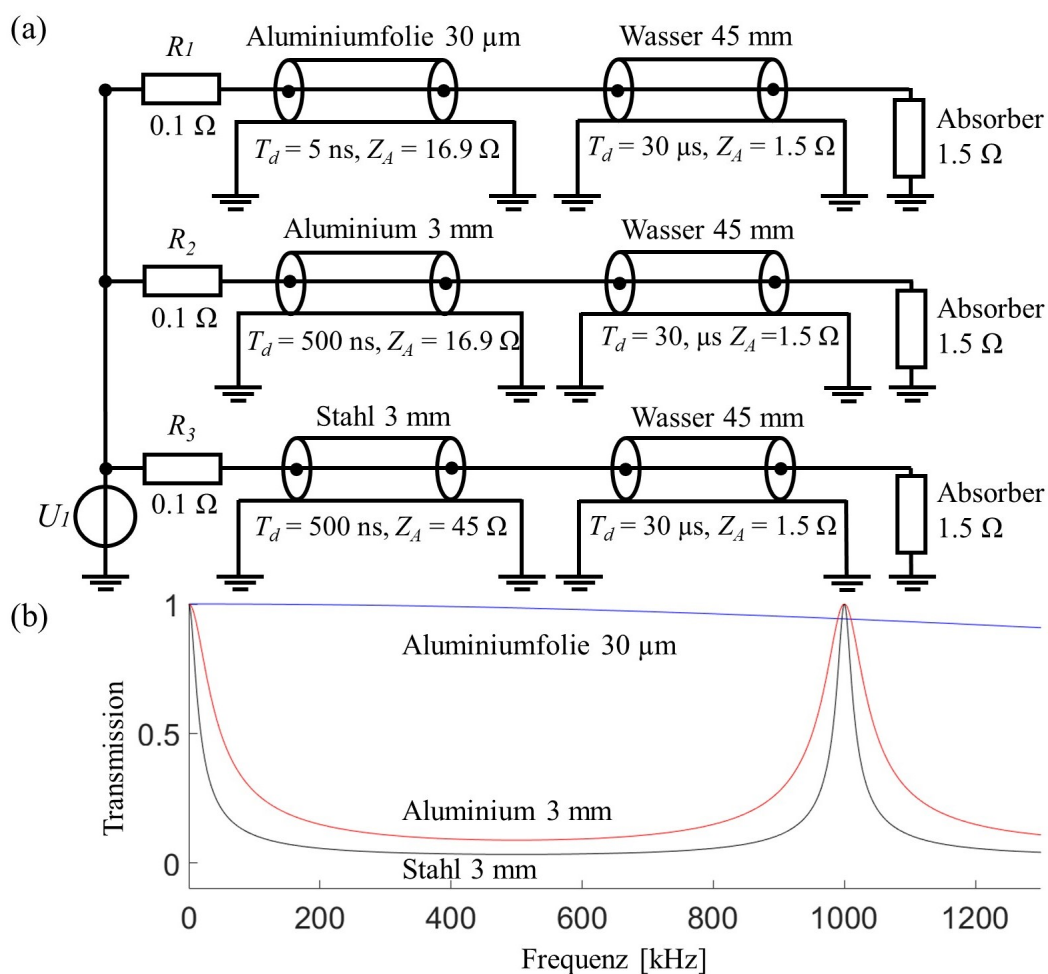 (a)
R1
0.1 Ω
Aluminiumfolie 30 µm
Td = 5 ns, ZA = 16.9 Ω
Wasser 45 mm
Td = 30 µs, ZA = 1.5 Ω
Absorber
1.5 Ω
R2
0.1 Ω
Aluminium 3 mm
Td = 500 ns, ZA = 16.9 Ω
Wasser 45 mm
Td = 30, µs ZA =1.5 Ω
Absorber
1.5 Ω
R3
0.1 Ω
Stahl 3 mm
Td = 500 ns, ZA = 45 Ω
Wasser 45 mm
Td = 30 µs, ZA = 1.5 Ω
Absorber
1.5 Ω
U1
(b)
Transmission
1
0.5
0
Aluminiumfolie 30 µm
Aluminium 3 mm
Stahl 3 mm
0 200 400 600 800 1000 1200
Frequenz [kHz]